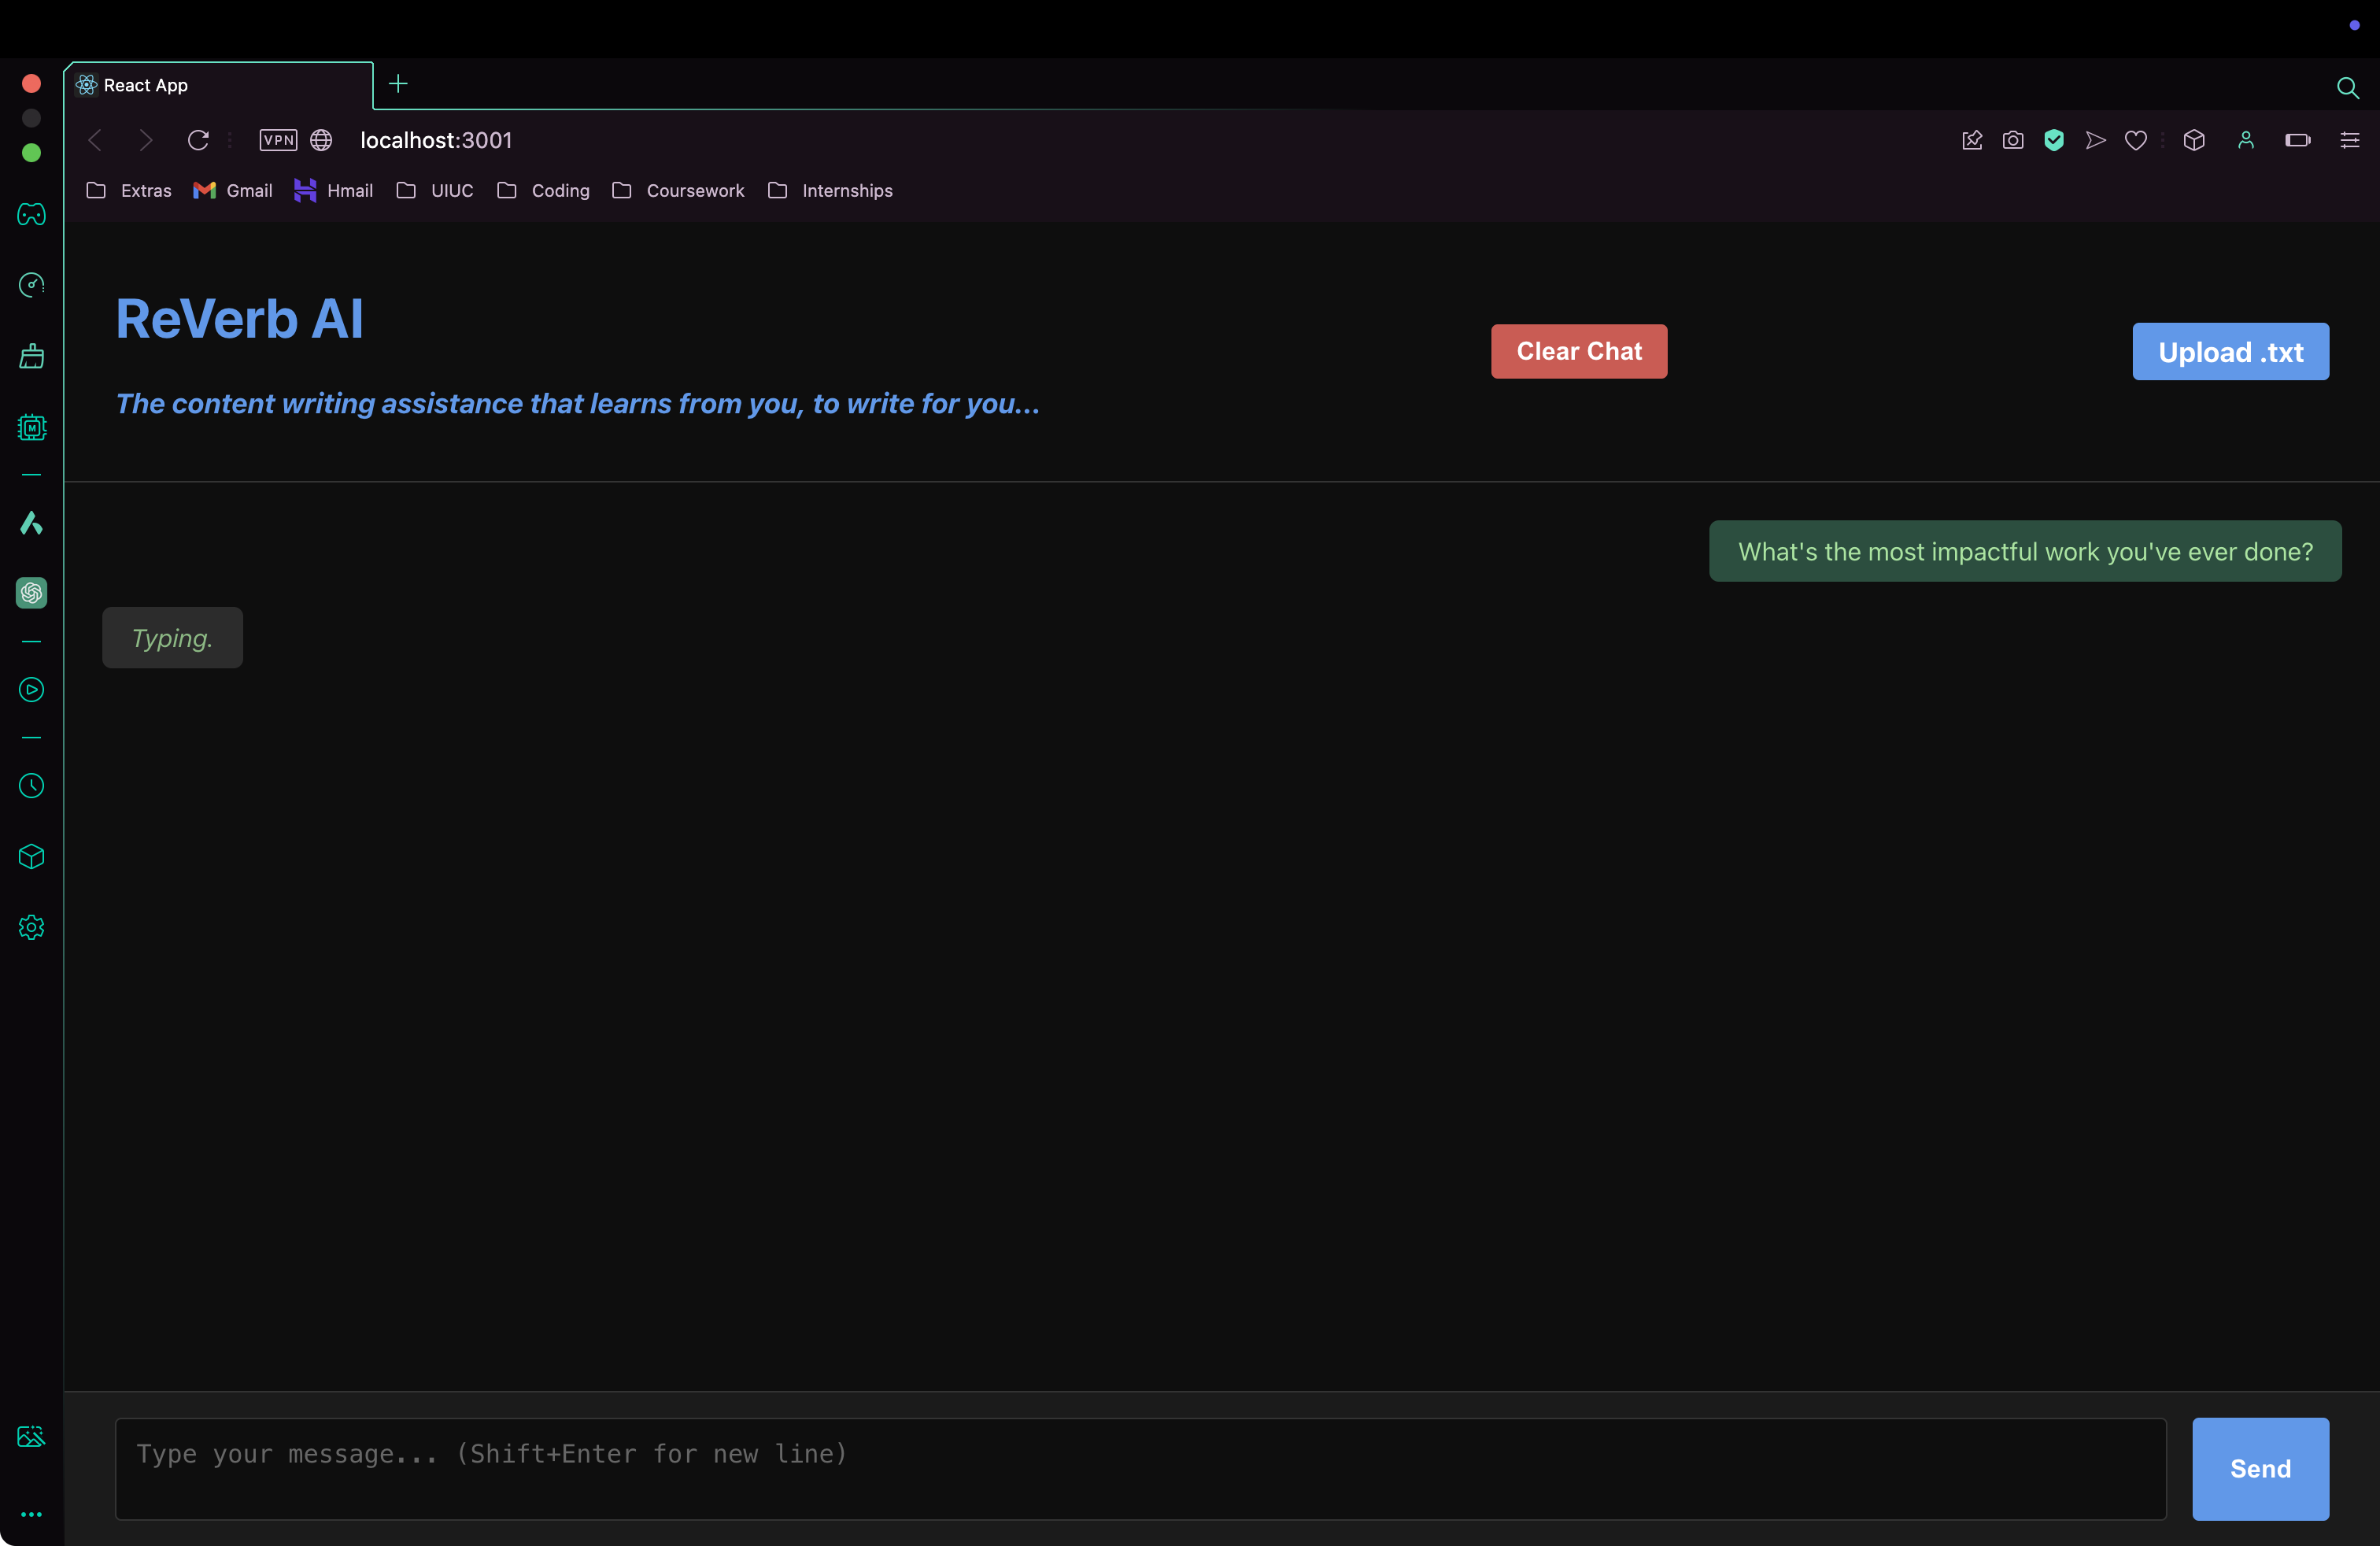 React App
VPN localhost:3001
Extras Gmail Hmail UIUC Coding Coursework Internships
ReVerb AI
Clear Chat
Upload .txt
The content writing assistance that learns from you, to write for you...
What's the most impactful work you've ever done?
Typing.
M
Type your message... (Shift+Enter for new line)
Send